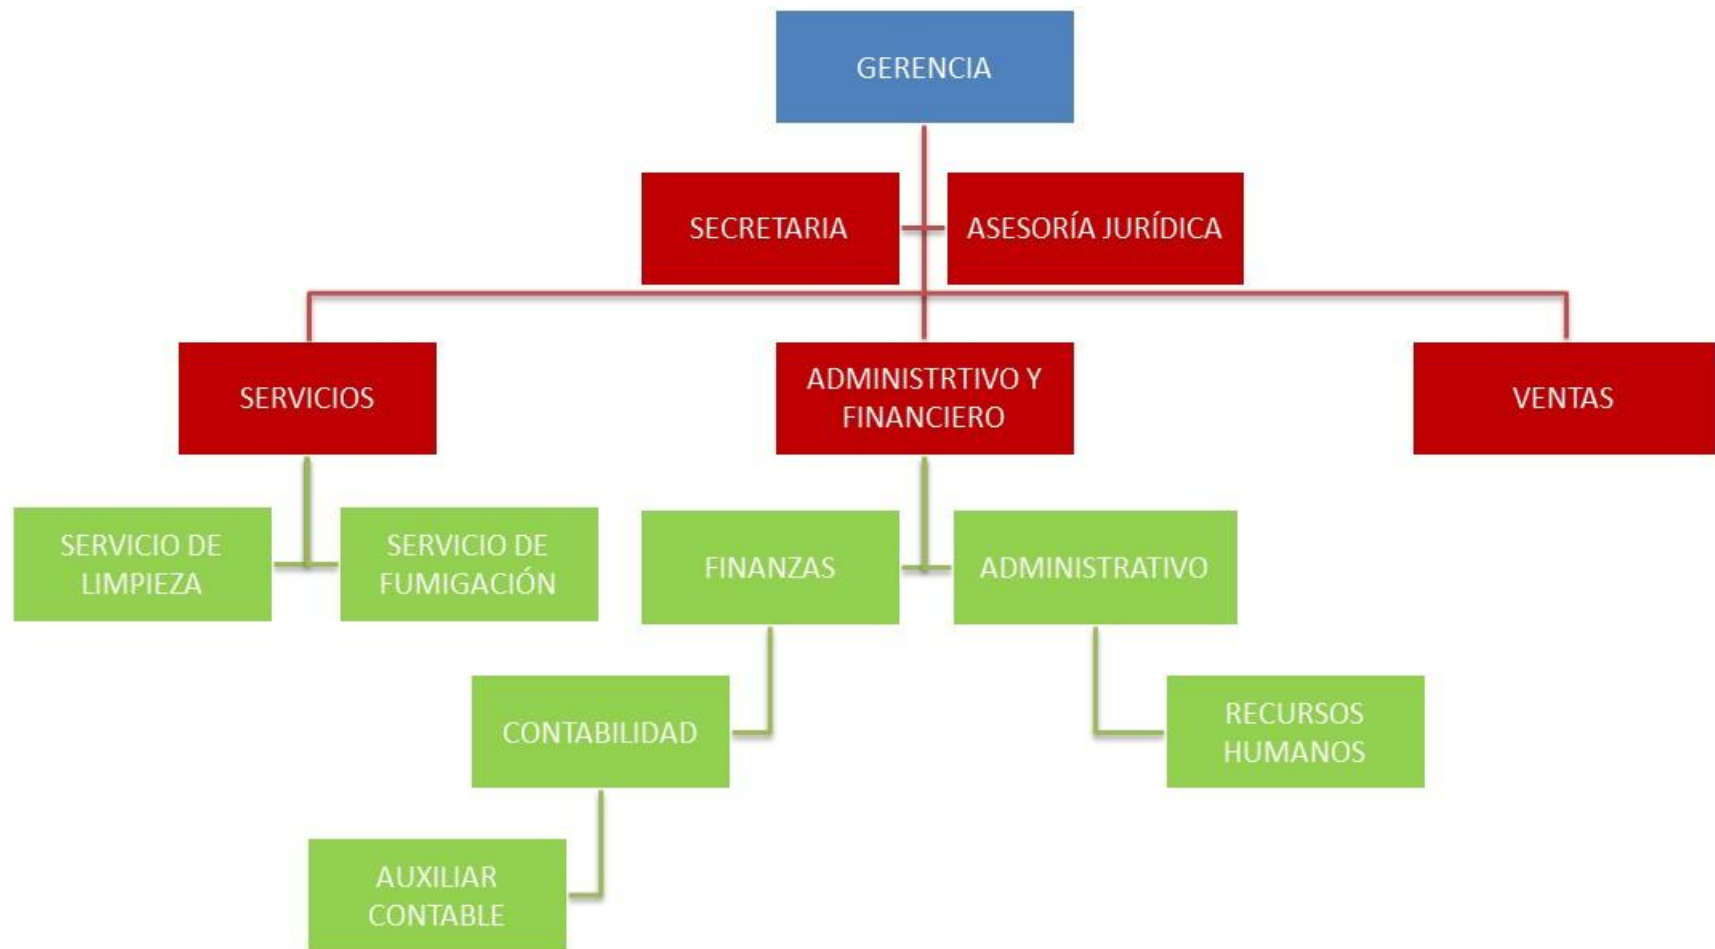 GERENCIA
SECRETARIA
ASESORÍA JURÍDICA
SERVICIOS
ADMINISTRTIVO Y
FINANCIERO
VENTAS
SERVICIO DE
LIMPIEZA
SERVICIO DE
FUMIGACIÓN
FINANZAS
ADMINISTRATIVO
CONTABILIDAD
RECURSOS
HUMANOS
AUXILIAR
CONTABLE